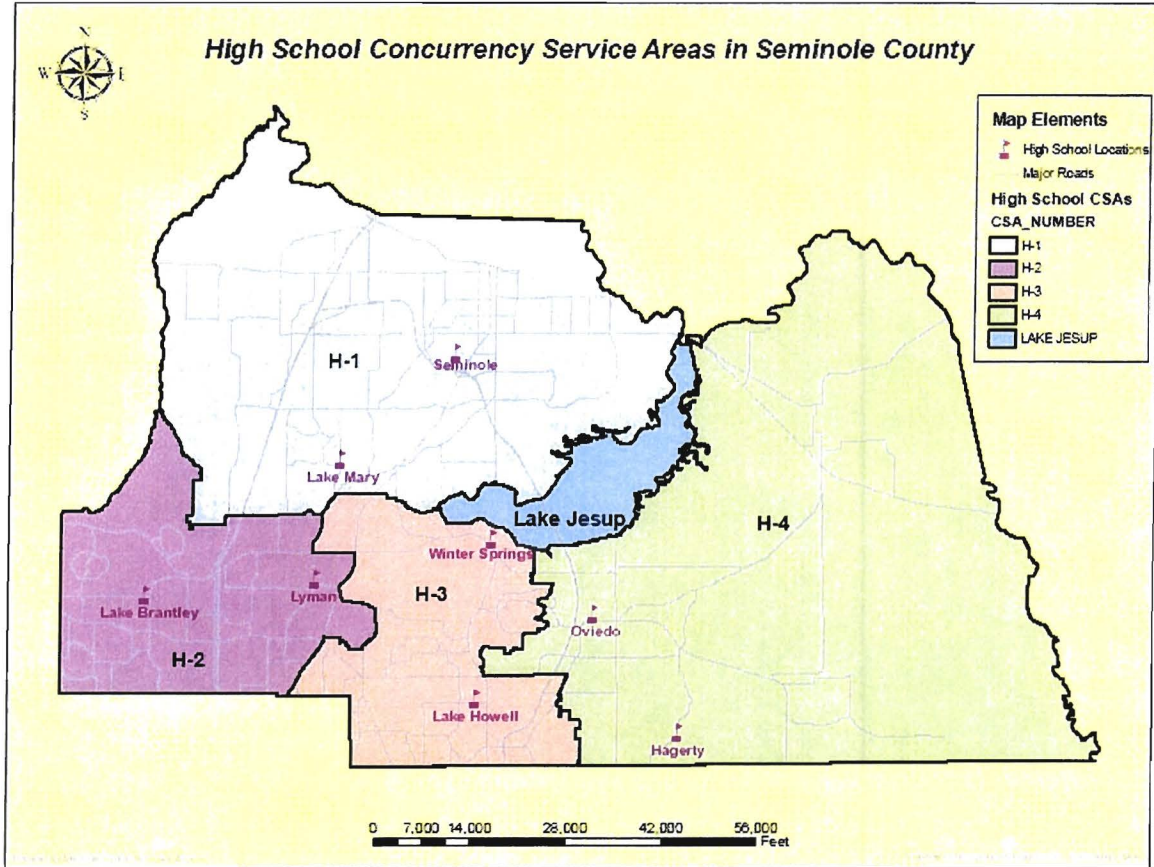 High School Concurrency Service Areas in Seminole County
N
W
E
S
Map Elements
High School Locations
Major Roads
High School CSAs
CSA_NUMBER
H-1
H-2
H-3
H-4
LAKE JESUP
H-1
Seminole
Lake Mary
Lake Jesup
H-4
Winter Springs
Lake Brantley
Lyman
H-3
Oviedo
H-2
Lake Howell
Hagerty
0 7,000 14,000 28,000 42,000 56,000
Feet